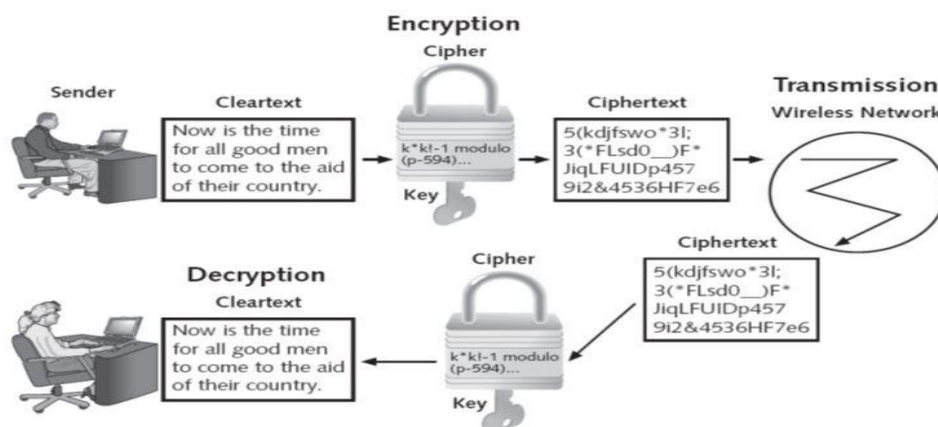 Encryption
Cipher
Sender
Cleartext
Now is the time
for all good men
to come to the aid
of their country.
k*k!-1 modulo
(p-594)...
Key
Ciphertext
5(kdjfswo*3l;
3(*FLsd0__)F*
JiqLFUIDp457
9i2&4536HF7e6
Transmission
Wireless Network
Ciphertext
5(kdjfswo*3l;
3(*FLsd0__)F*
JiqLFUIDp457
9i2&4536HF7e6
Cipher
k*k!-1 modulo
(p-594)...
Key
Decryption
Cleartext
Now is the time
for all good men
to come to the aid
of their country.